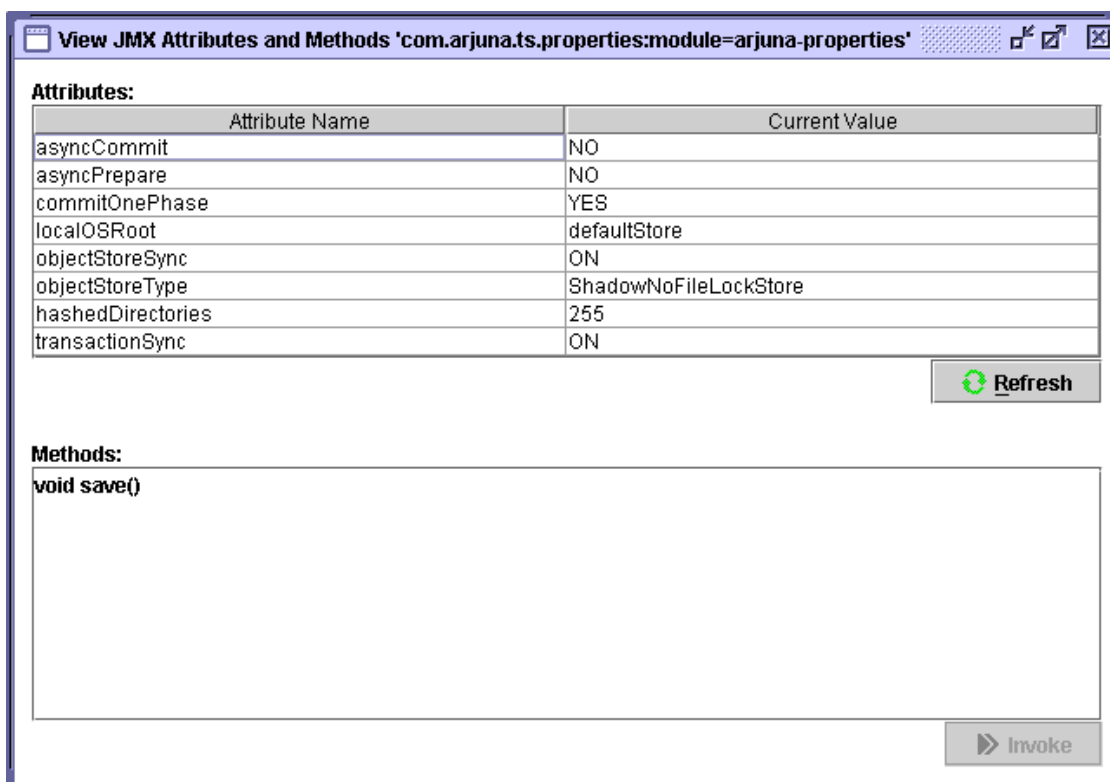 View JMX Attributes and Methods 'com.arjuna.ts.properties:module=arjuna-properties'
Attributes:
Attribute Name Current Value
asyncCommit NO
asyncPrepare NO
commitOnePhase YES
localOSRoot defaultStore
objectStoreSync ON
objectStoreType ShadowNoFileLockStore
hashedDirectories 255
transactionSync ON
Refresh
Methods:
void save()
Invoke